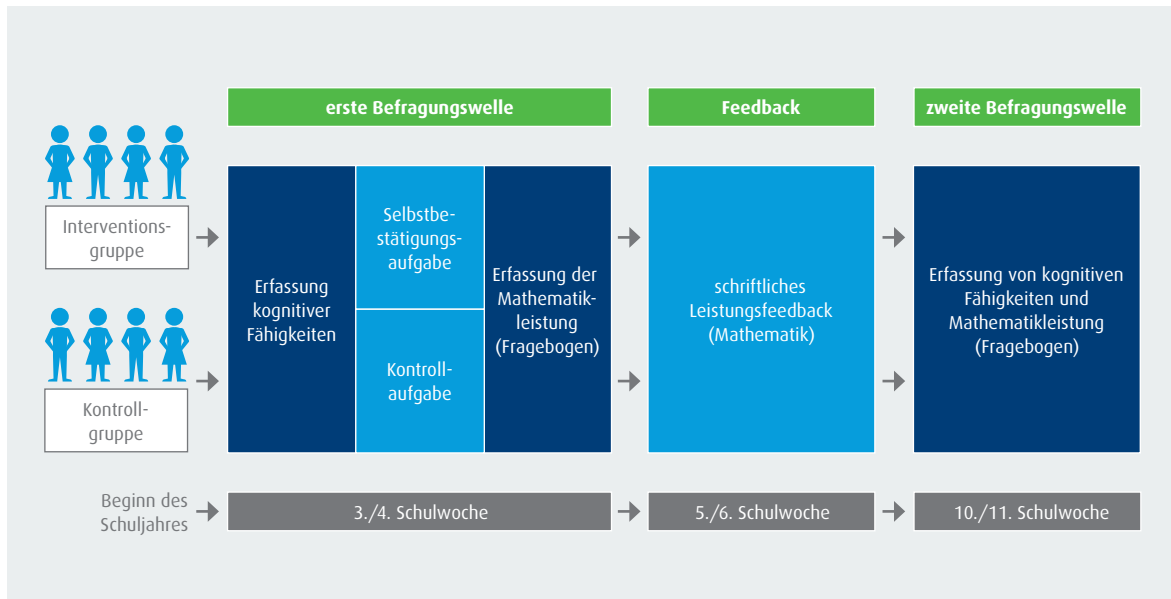 erste Befragungswelle
Feedback
zweite Befragungswelle
Interventions-
gruppe
Kontroll-
gruppe
Erfassung
kognitiver
Fähigkeiten
Selbstbe-
stätigungs-
aufgabe
Kontroll-
aufgabe
Erfassung der
Mathematik-
leistung
(Fragebogen)
schriftliches
Leistungsfeedback
(Mathematik)
Erfassung von kognitiven
Fähigkeiten und
Mathematikleistung
(Fragebogen)
Beginn des
Schuljahres
3./4. Schulwoche
5./6. Schulwoche
10./11. Schulwoche